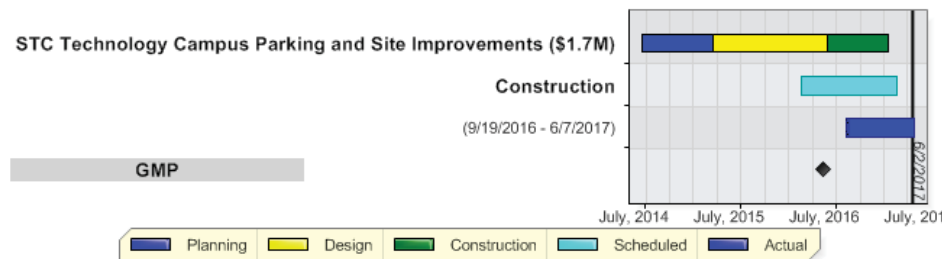 STC Technology Campus Parking and Site Improvements ($1.7M)
Construction
(9/19/2016 - 6/7/2017)
GMP
6/2/2017
July, 2014 July, 2015 July, 2016 July, 201
Planning Design Construction Scheduled Actual